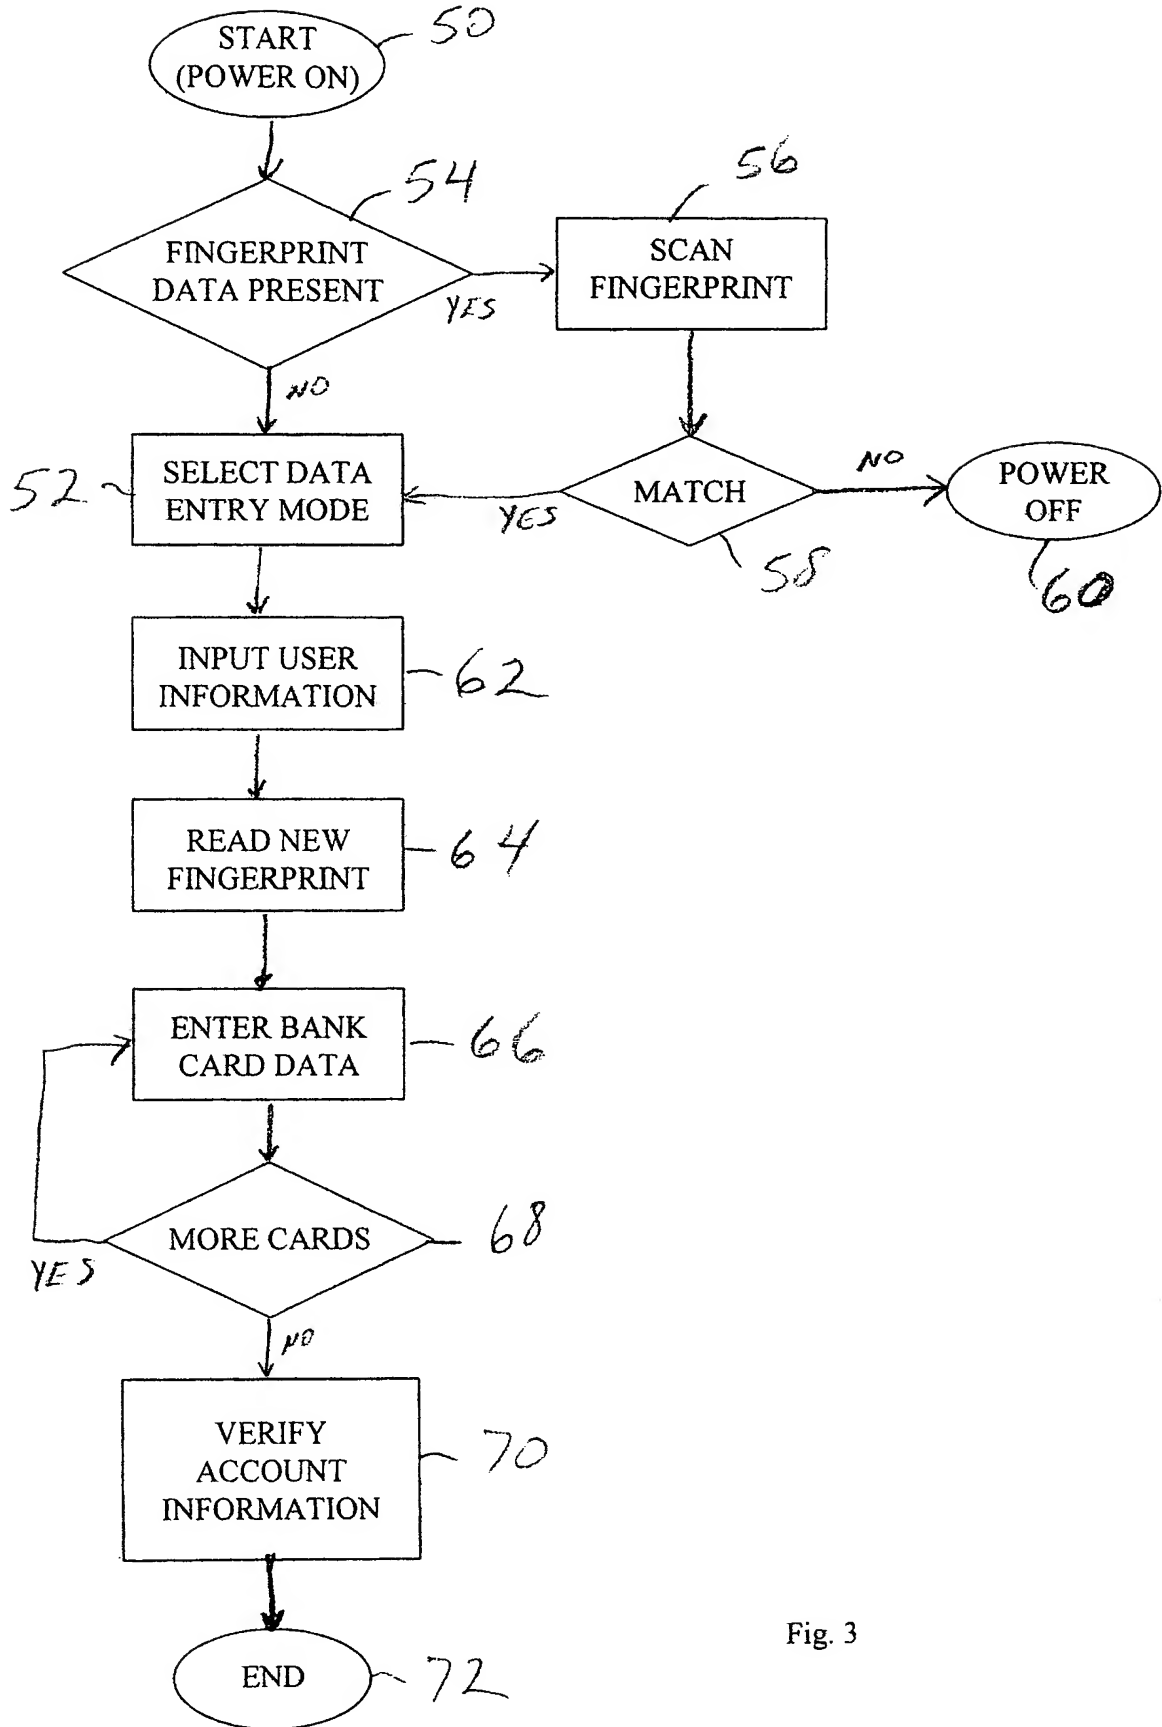 START
(POWER ON)
50
54
FINGERPRINT
DATA PRESENT
YES
56
SCAN
FINGERPRINT
NO
52
SELECT DATA
ENTRY MODE
YES
MATCH
58
NO
POWER
OFF
60
INPUT USER
INFORMATION
62
READ NEW
FINGERPRINT
64
ENTER BANK
CARD DATA
66
MORE CARDS
68
YES
NO
VERIFY
ACCOUNT
INFORMATION
70
END
72
Fig. 3